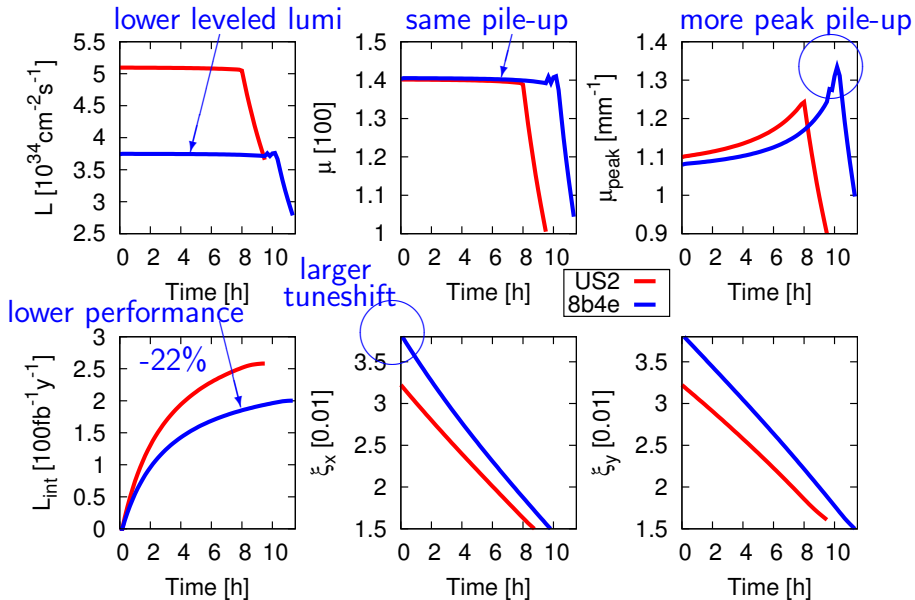 lower leveled lumi
same pile-up
more peak pile-up
L [10^34cm^-2s^-1]
5.5
5
4.5
4
3.5
3
2.5
0 2 4 6 8 10
Time [h]
μ [100]
1.5
1.4
1.3
1.2
1.1
1
0 2 4 6 8 10
Time [h]
μ_peak [mm^-1]
1.4
1.3
1.2
1.1
1
0.9
0 2 4 6 8 10
Time [h]
larger
tuneshift
US2
8b4e
lower performance
-22%
L_int [100fb^-1y^-1]
3
2.5
2
1.5
1
0.5
0
0 2 4 6 8 10
Time [h]
ξ_x [0.01]
3.5
3
2.5
2
1.5
0 2 4 6 8 10
Time [h]
ξ_y [0.01]
3.5
3
2.5
2
1.5
0 2 4 6 8 10
Time [h]